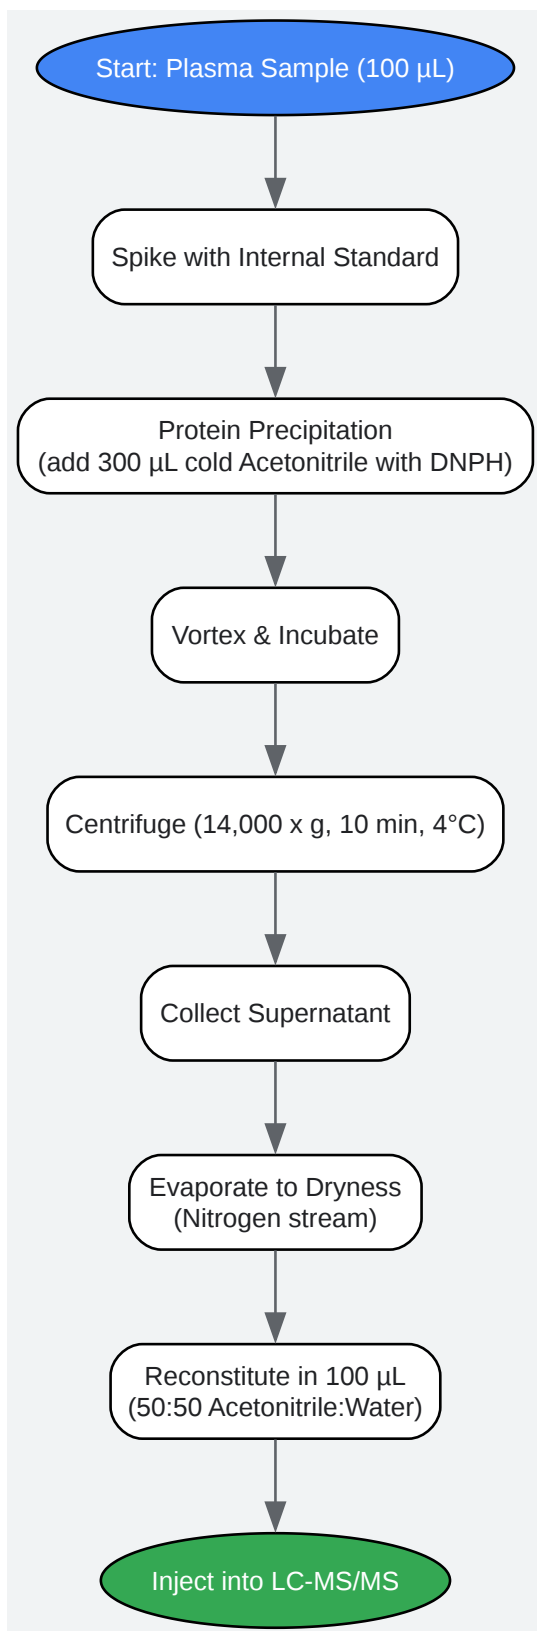 Start: Plasma Sample (100 µL)
Spike with Internal Standard
Protein Precipitation
(add 300 µL cold Acetonitrile with DNPH)
Vortex & Incubate
Centrifuge (14,000 x g, 10 min, 4°C)
Collect Supernatant
Evaporate to Dryness
(Nitrogen stream)
Reconstitute in 100 µL
(50:50 Acetonitrile:Water)
Inject into LC-MS/MS